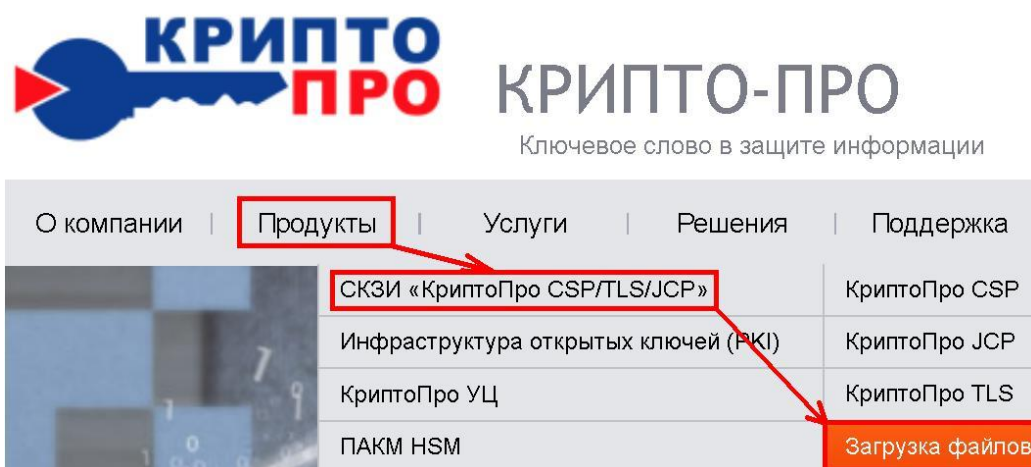 КРИПТО
ПРО
КРИПТО-ПРО
Ключевое слово в защите информации
О компании | Продукты | Услуги | Решения | Поддержка
СКЗИ «КриптоПро CSP/TLS/JCP»
КриптоПро CSP
Инфраструктура открытых ключей (PKI)
КриптоПро JCP
КриптоПро УЦ
КриптоПро TLS
ПАКМ HSM
Загрузка файлов